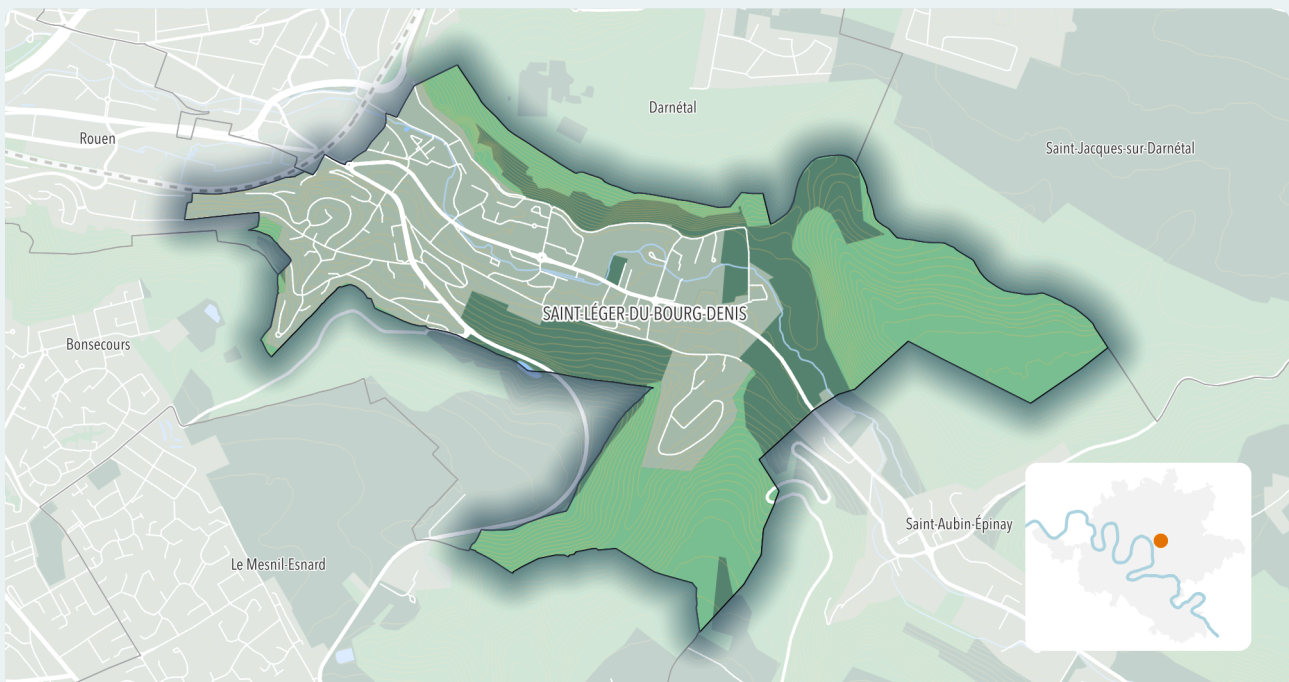 Darnétal
Rouen
Saint-Jacques-sur-Darnétal
SAINT-LÉGER-DU-BOURG-DENIS
Bonsecours
Saint-Aubin-Épinay
Le Mesnil-Esnard